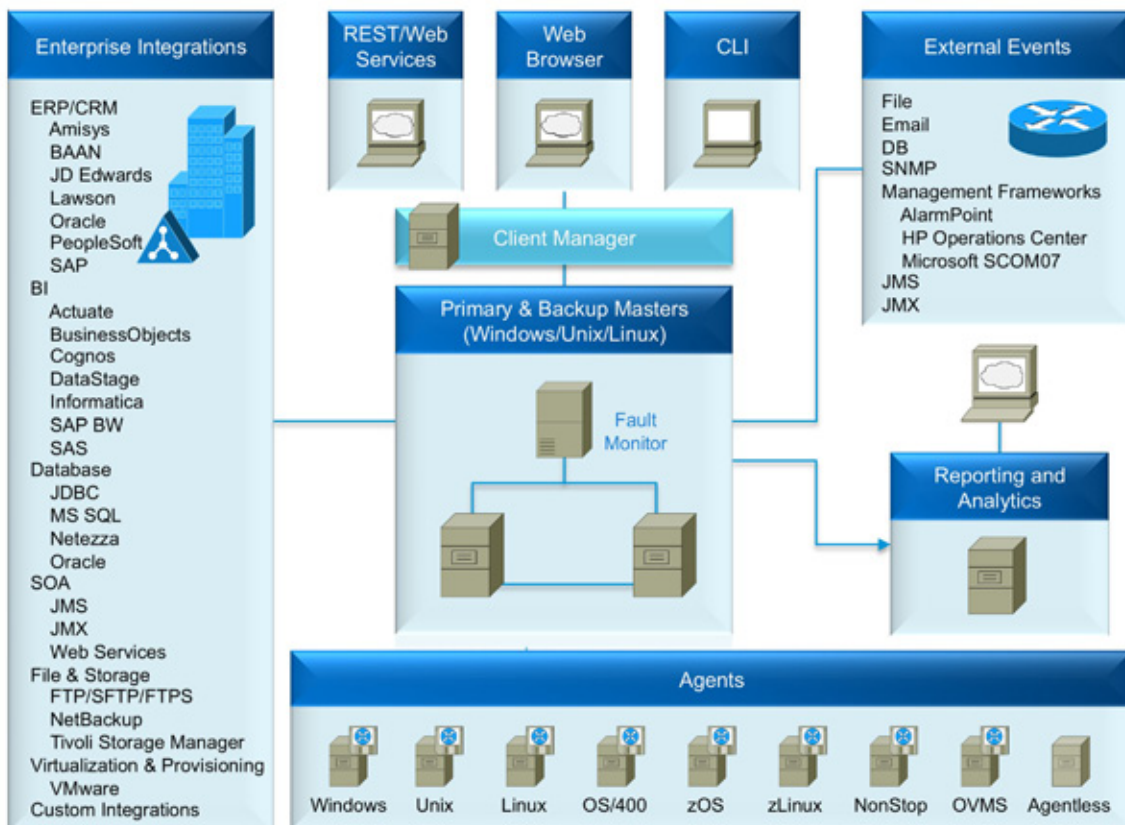 Enterprise Integrations
ERP/CRM
Amisys
BAAN
JD Edwards
Lawson
Oracle
PeopleSoft
SAP
BI
Actuate
BusinessObjects
Cognos
DataStage
Informatica
SAP BW
SAS
Database
JDBC
MS SQL
Netezza
Oracle
SOA
JMS
JMX
Web Services
File & Storage
FTP/SFTP/FTPS
NetBackup
Tivoli Storage Manager
Virtualization & Provisioning
VMware
Custom Integrations
REST/Web
Services
Web
Browser
CLI
Client Manager
Primary & Backup Masters
(Windows/Unix/Linux)
Fault
Monitor
External Events
File
Email
DB
SNMP
Management Frameworks
AlarmPoint
HP Operations Center
Microsoft SCOM07
JMS
JMX
Reporting and
Analytics
Agents
Windows
Unix
Linux
OS/400
zOS
zLinux
NonStop
OVMS
Agentless